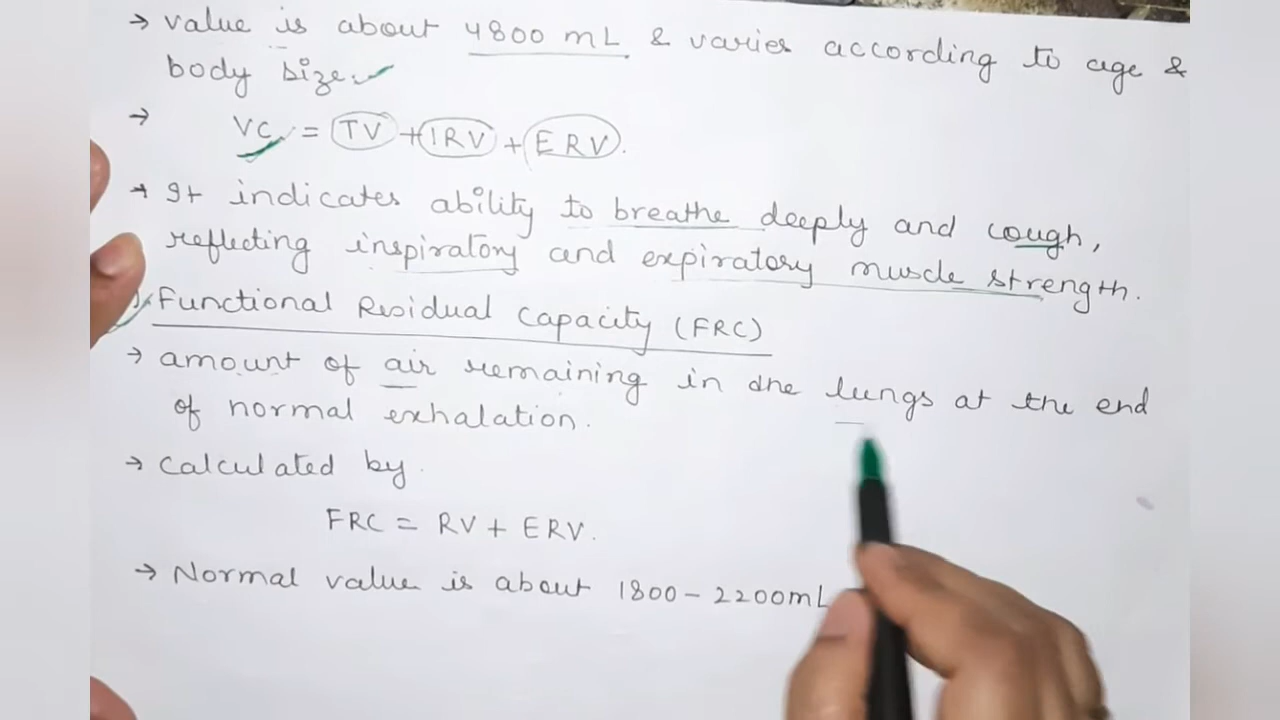 → value is about 4800 mL & varies according to age &
body size.
→ VC = TV + IRV + ERV.
→ It indicates ability to breathe deeply and cough,
reflecting inspiratory and expiratory muscle strength.
Functional Residual Capacity (FRC)
→ amount of air remaining in the lungs at the end
of normal exhalation.
→ Calculated by.
FRC = RV + ERV.
→ Normal value is about 1800 – 2200mL